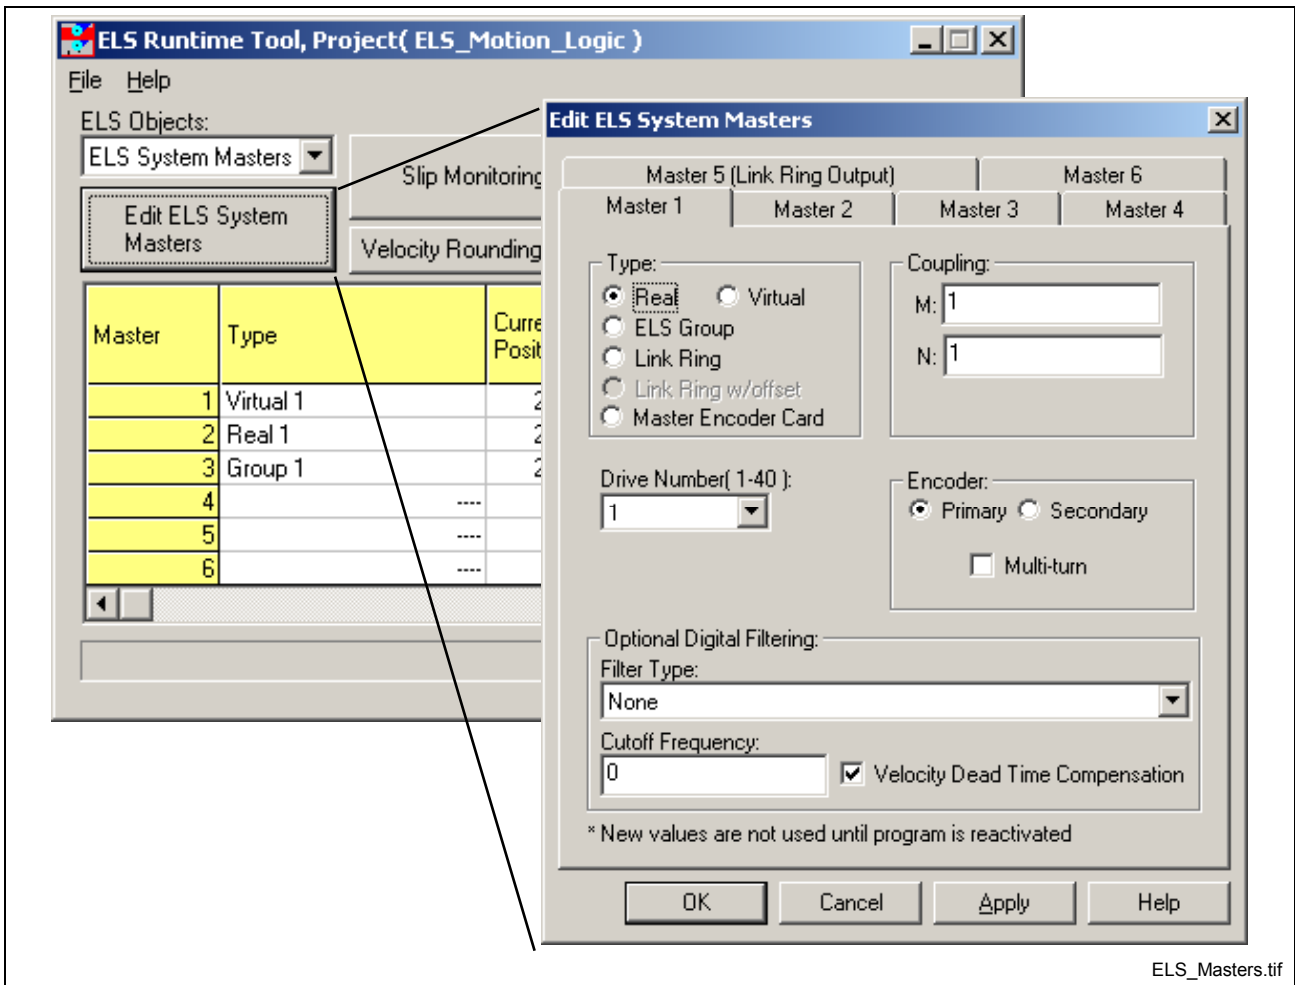 ELS Runtime Tool, Project( ELS_Motion_Logic )
File Help
ELS Objects:
ELS System Masters
Edit ELS System
Masters
Slip Monitoring
Velocity Rounding
Master Type Curre
Posit
1 Virtual 1 2
2 Real 1 2
3 Group 1 2
4 ----
5 ----
6 ----
Edit ELS System Masters
Master 5 (Link Ring Output) Master 6
Master 1 Master 2 Master 3 Master 4
Type:
Real Virtual
ELS Group
Link Ring
Link Ring w/offset
Master Encoder Card
Coupling:
M: 1
N: 1
Drive Number( 1-40 ):
1
Encoder:
Primary Secondary
Multi-turn
Optional Digital Filtering:
Filter Type:
None
Cutoff Frequency:
0
Velocity Dead Time Compensation
* New values are not used until program is reactivated
OK Cancel Apply Help
ELS_Masters.tif